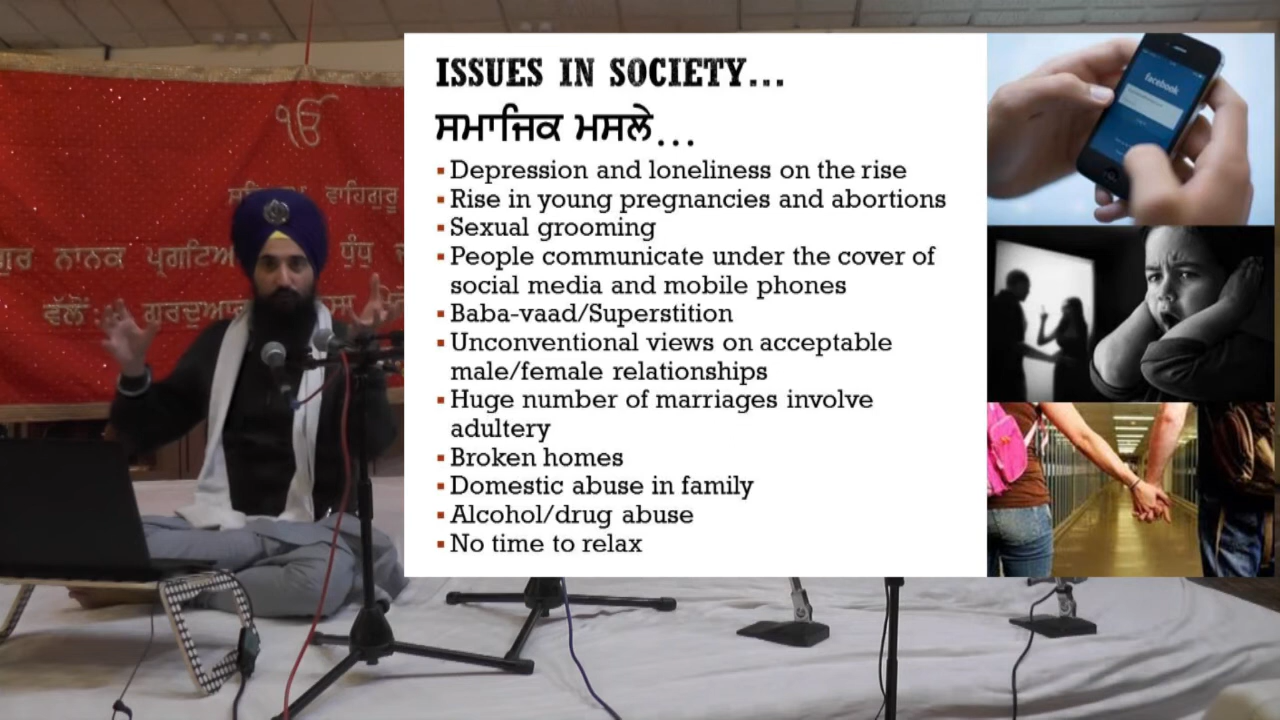 ੴ
ਵਾਹਿਗੁਰੂ
ਗੁਰ ਨਾਨਕ ਪ੍ਰਗਟਿਆ ਧੁੰਧੁ
ਵੱਲੋਂ : ਗੁਰਦੁਆਰਾ
ISSUES IN SOCIETY...
ਸਮਾਜਿਕ ਮਸਲੇ...
▪ Depression and loneliness on the rise
▪ Rise in young pregnancies and abortions
▪ Sexual grooming
▪ People communicate under the cover of
social media and mobile phones
▪ Baba-vaad/Superstition
▪ Unconventional views on acceptable
male/female relationships
▪ Huge number of marriages involve
adultery
▪ Broken homes
▪ Domestic abuse in family
▪ Alcohol/drug abuse
▪ No time to relax
facebook